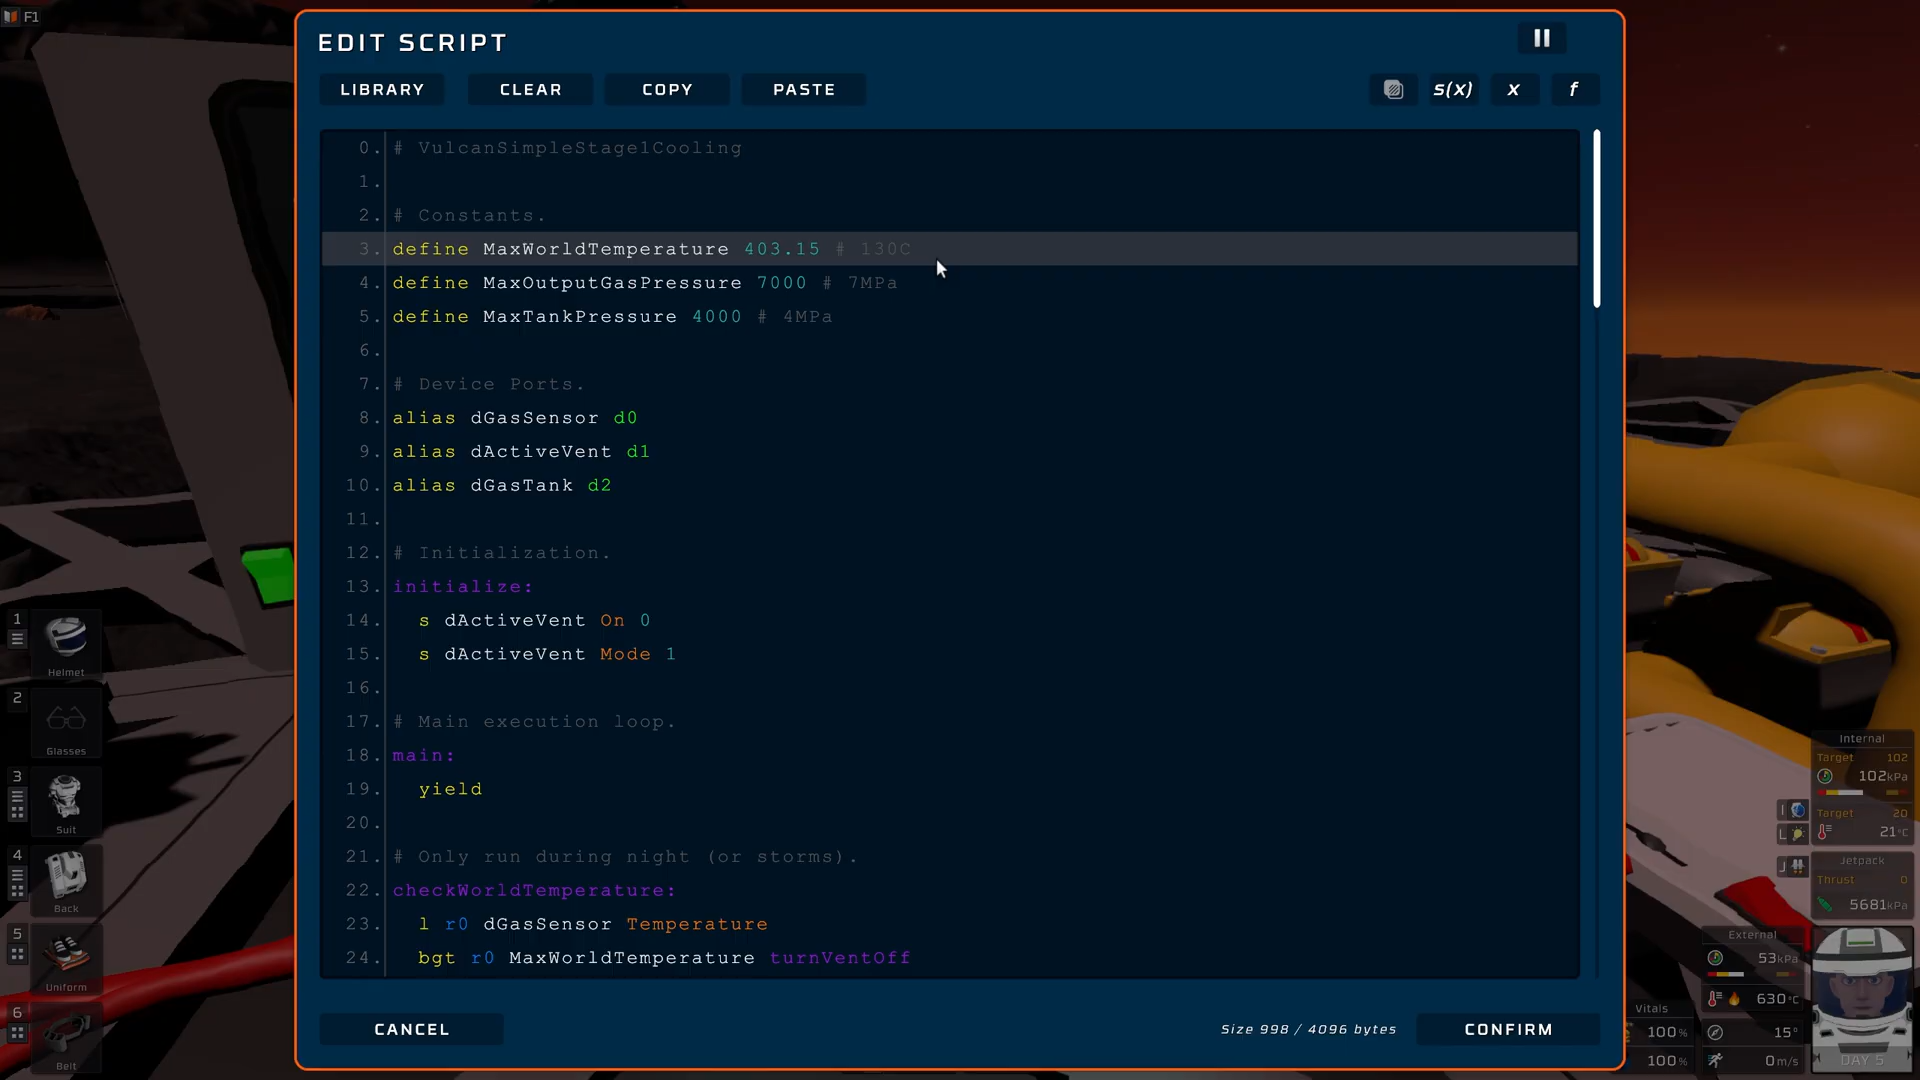 F1
EDIT SCRIPT
LIBRARY CLEAR COPY PASTE s(x) x f
0. # VulcanSimpleStage1Cooling
1.
2. # Constants.
3. define MaxWorldTemperature 403.15 # 130C
4. define MaxOutputGasPressure 7000 # 7MPa
5. define MaxTankPressure 4000 # 4MPa
6.
7. # Device Ports.
8. alias dGasSensor d0
9. alias dActiveVent d1
10. alias dGasTank d2
11.
12. # Initialization.
13. initialize:
14. s dActiveVent On 0
15. s dActiveVent Mode 1
16.
17. # Main execution loop.
18. main:
19. yield
20.
21. # Only run during night (or storms).
22. checkWorldTemperature:
23. l r0 dGasSensor Temperature
24. bgt r0 MaxWorldTemperature turnVentOff
CANCEL Size 998 / 4096 bytes CONFIRM
1
Helmet
2
Glasses
3
Suit
4
Back
5
Uniform
6
Belt
Internal
Target 102
102kPa
Target 20
21°C
Jetpack
Thrust 0
5681kPa
External
53kPa
630°C
15°
0m/s
Vitals
100%
100%
DAY 5